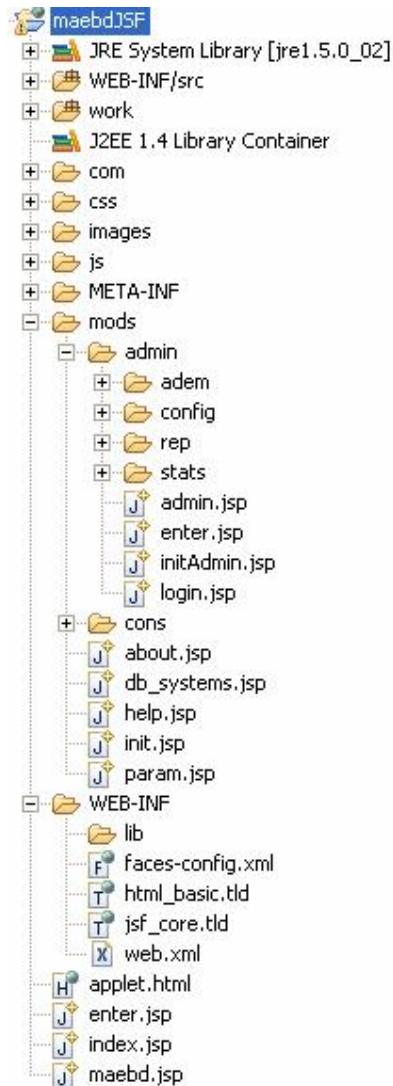 maebdJSF
JRE System Library [jre1.5.0_02]
WEB-INF/src
work
J2EE 1.4 Library Container
com
css
images
js
META-INF
mods
admin
adem
config
rep
stats
admin.jsp
enter.jsp
initAdmin.jsp
login.jsp
cons
about.jsp
db_systems.jsp
help.jsp
init.jsp
param.jsp
WEB-INF
lib
faces-config.xml
html_basic.tld
jsf_core.tld
web.xml
applet.html
enter.jsp
index.jsp
maebd.jsp